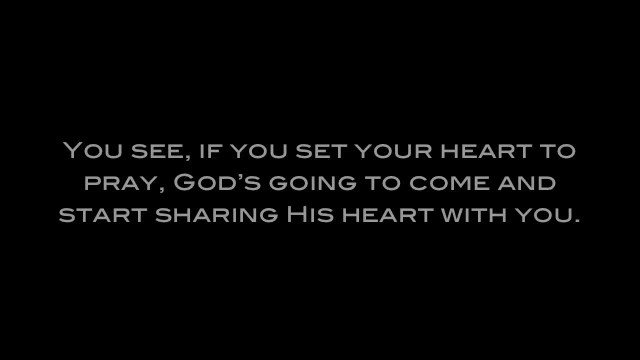 You see, if you set your heart to
pray, God's going to come and
start sharing His heart with you.